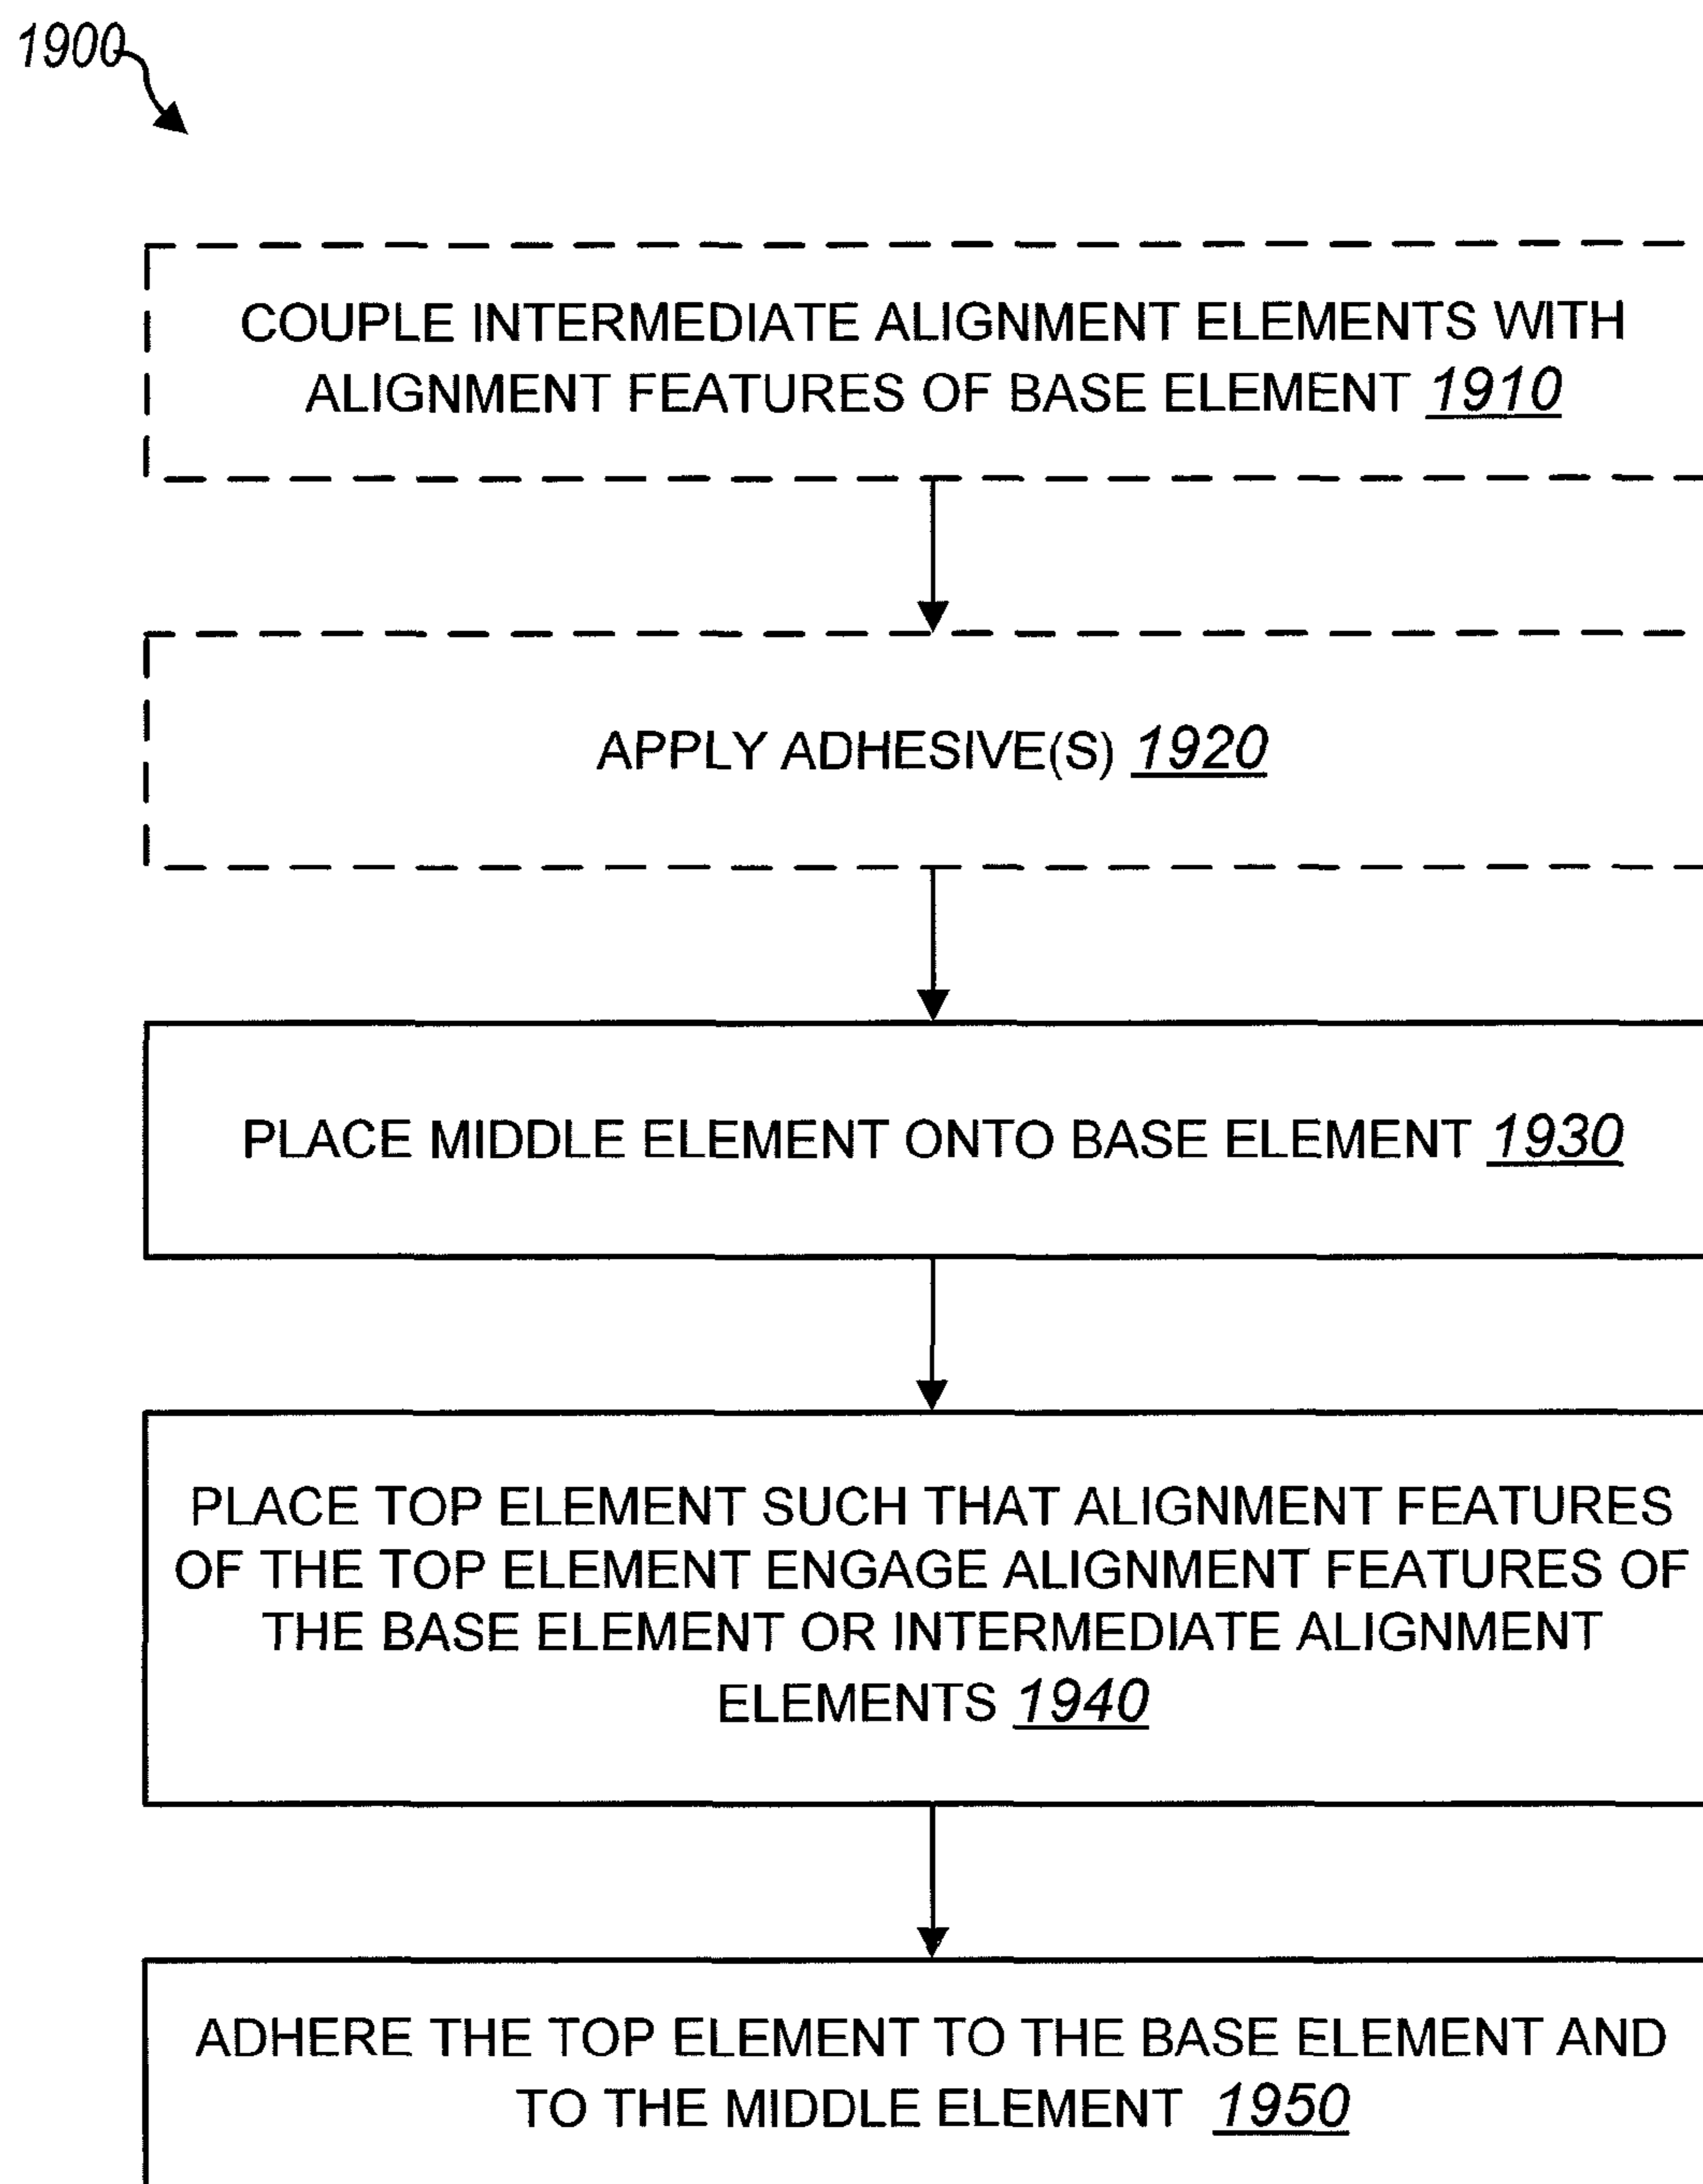 1900
COUPLE INTERMEDIATE ALIGNMENT ELEMENTS WITH
ALIGNMENT FEATURES OF BASE ELEMENT 1910
APPLY ADHESIVE(S) 1920
PLACE MIDDLE ELEMENT ONTO BASE ELEMENT 1930
PLACE TOP ELEMENT SUCH THAT ALIGNMENT FEATURES
OF THE TOP ELEMENT ENGAGE ALIGNMENT FEATURES OF
THE BASE ELEMENT OR INTERMEDIATE ALIGNMENT
ELEMENTS 1940
ADHERE THE TOP ELEMENT TO THE BASE ELEMENT AND
TO THE MIDDLE ELEMENT 1950